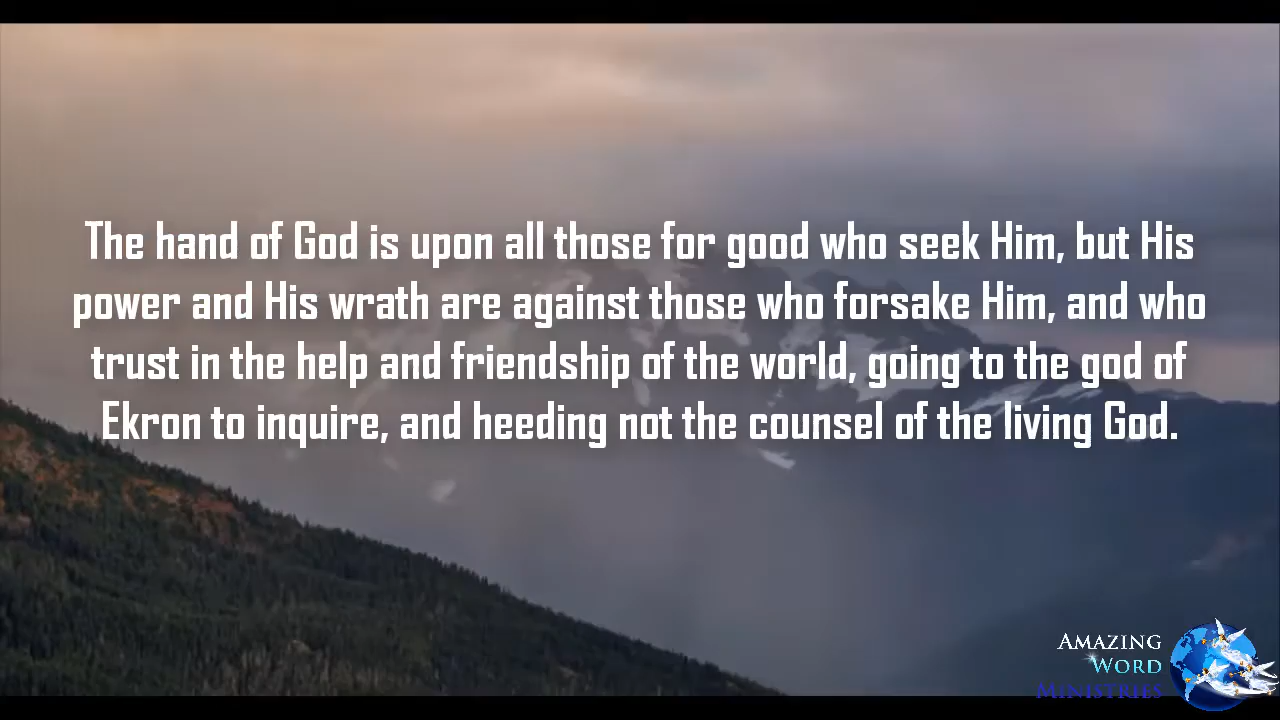 The hand of God is upon all those for good who seek Him, but His
power and His wrath are against those who forsake Him, and who
trust in the help and friendship of the world, going to the god of
Ekron to inquire, and heeding not the counsel of the living God.
AMAZING
WORD
MINISTRIES